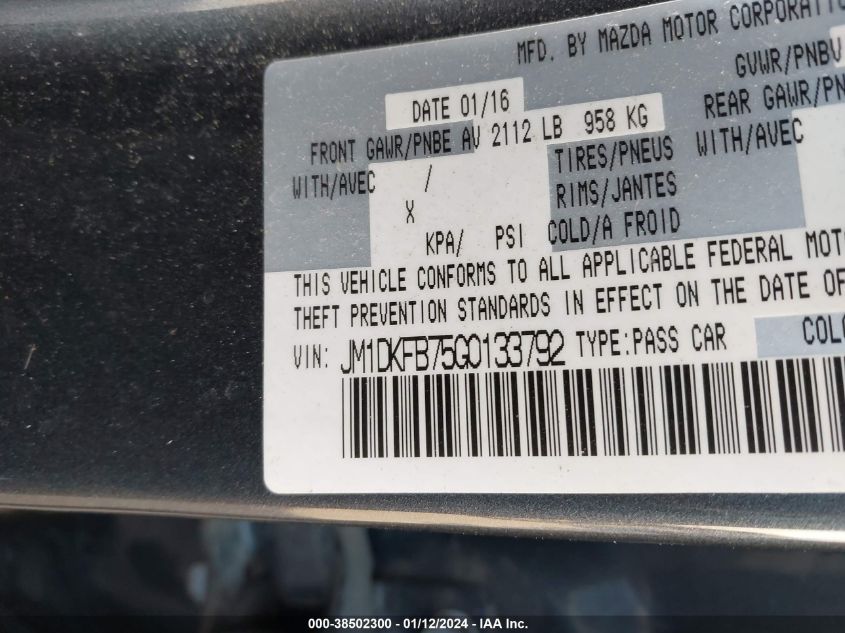 MFD. BY MAZDA MOTOR CORPORATIO
DATE 01/16
GVWR/PNBV
FRONT GAWR/PNBE AV 2112 LB 958 KG
REAR GAWR/PN
WITH/AVEC / TIRES/PNEUS WITH/AVEC
X RIMS/JANTES
KPA/ PSI COLD/A FROID
THIS VEHICLE CONFORMS TO ALL APPLICABLE FEDERAL MOT
THEFT PREVENTION STANDARDS IN EFFECT ON THE DATE OF
VIN: JM1DKFB75G0133792 TYPE:PASS CAR COLO
000-38502300 - 01/12/2024 - IAA Inc.